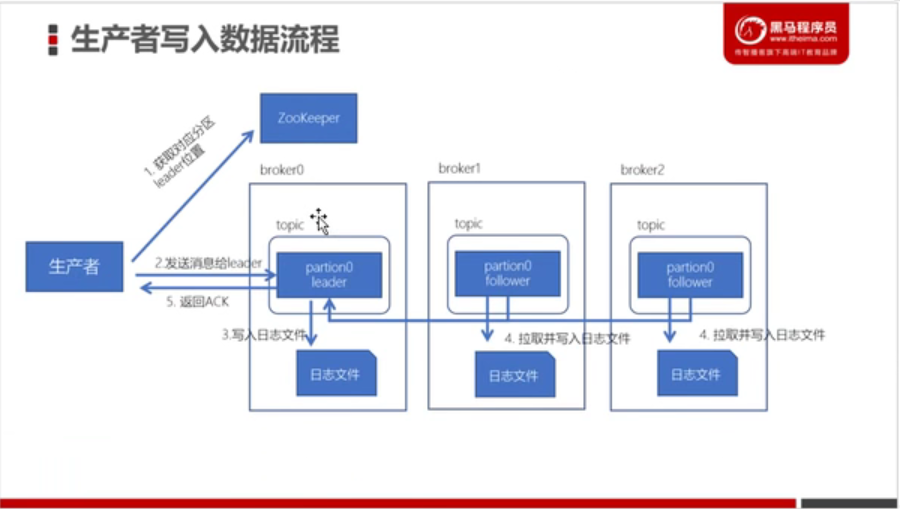 生产者写入数据流程
黑马程序员
www.itheima.com
传智播客旗下高端IT教育品牌
ZooKeeper
1. 获取对应分区
leader位置
broker0
broker1
broker2
topic
topic
topic
生产者
2.发送消息给leader
partion0
leader
partion0
follower
partion0
follower
5. 返回ACK
3.写入日志文件
4. 拉取并写入日志文件
4. 拉取并写入日志文件
日志文件
日志文件
日志文件